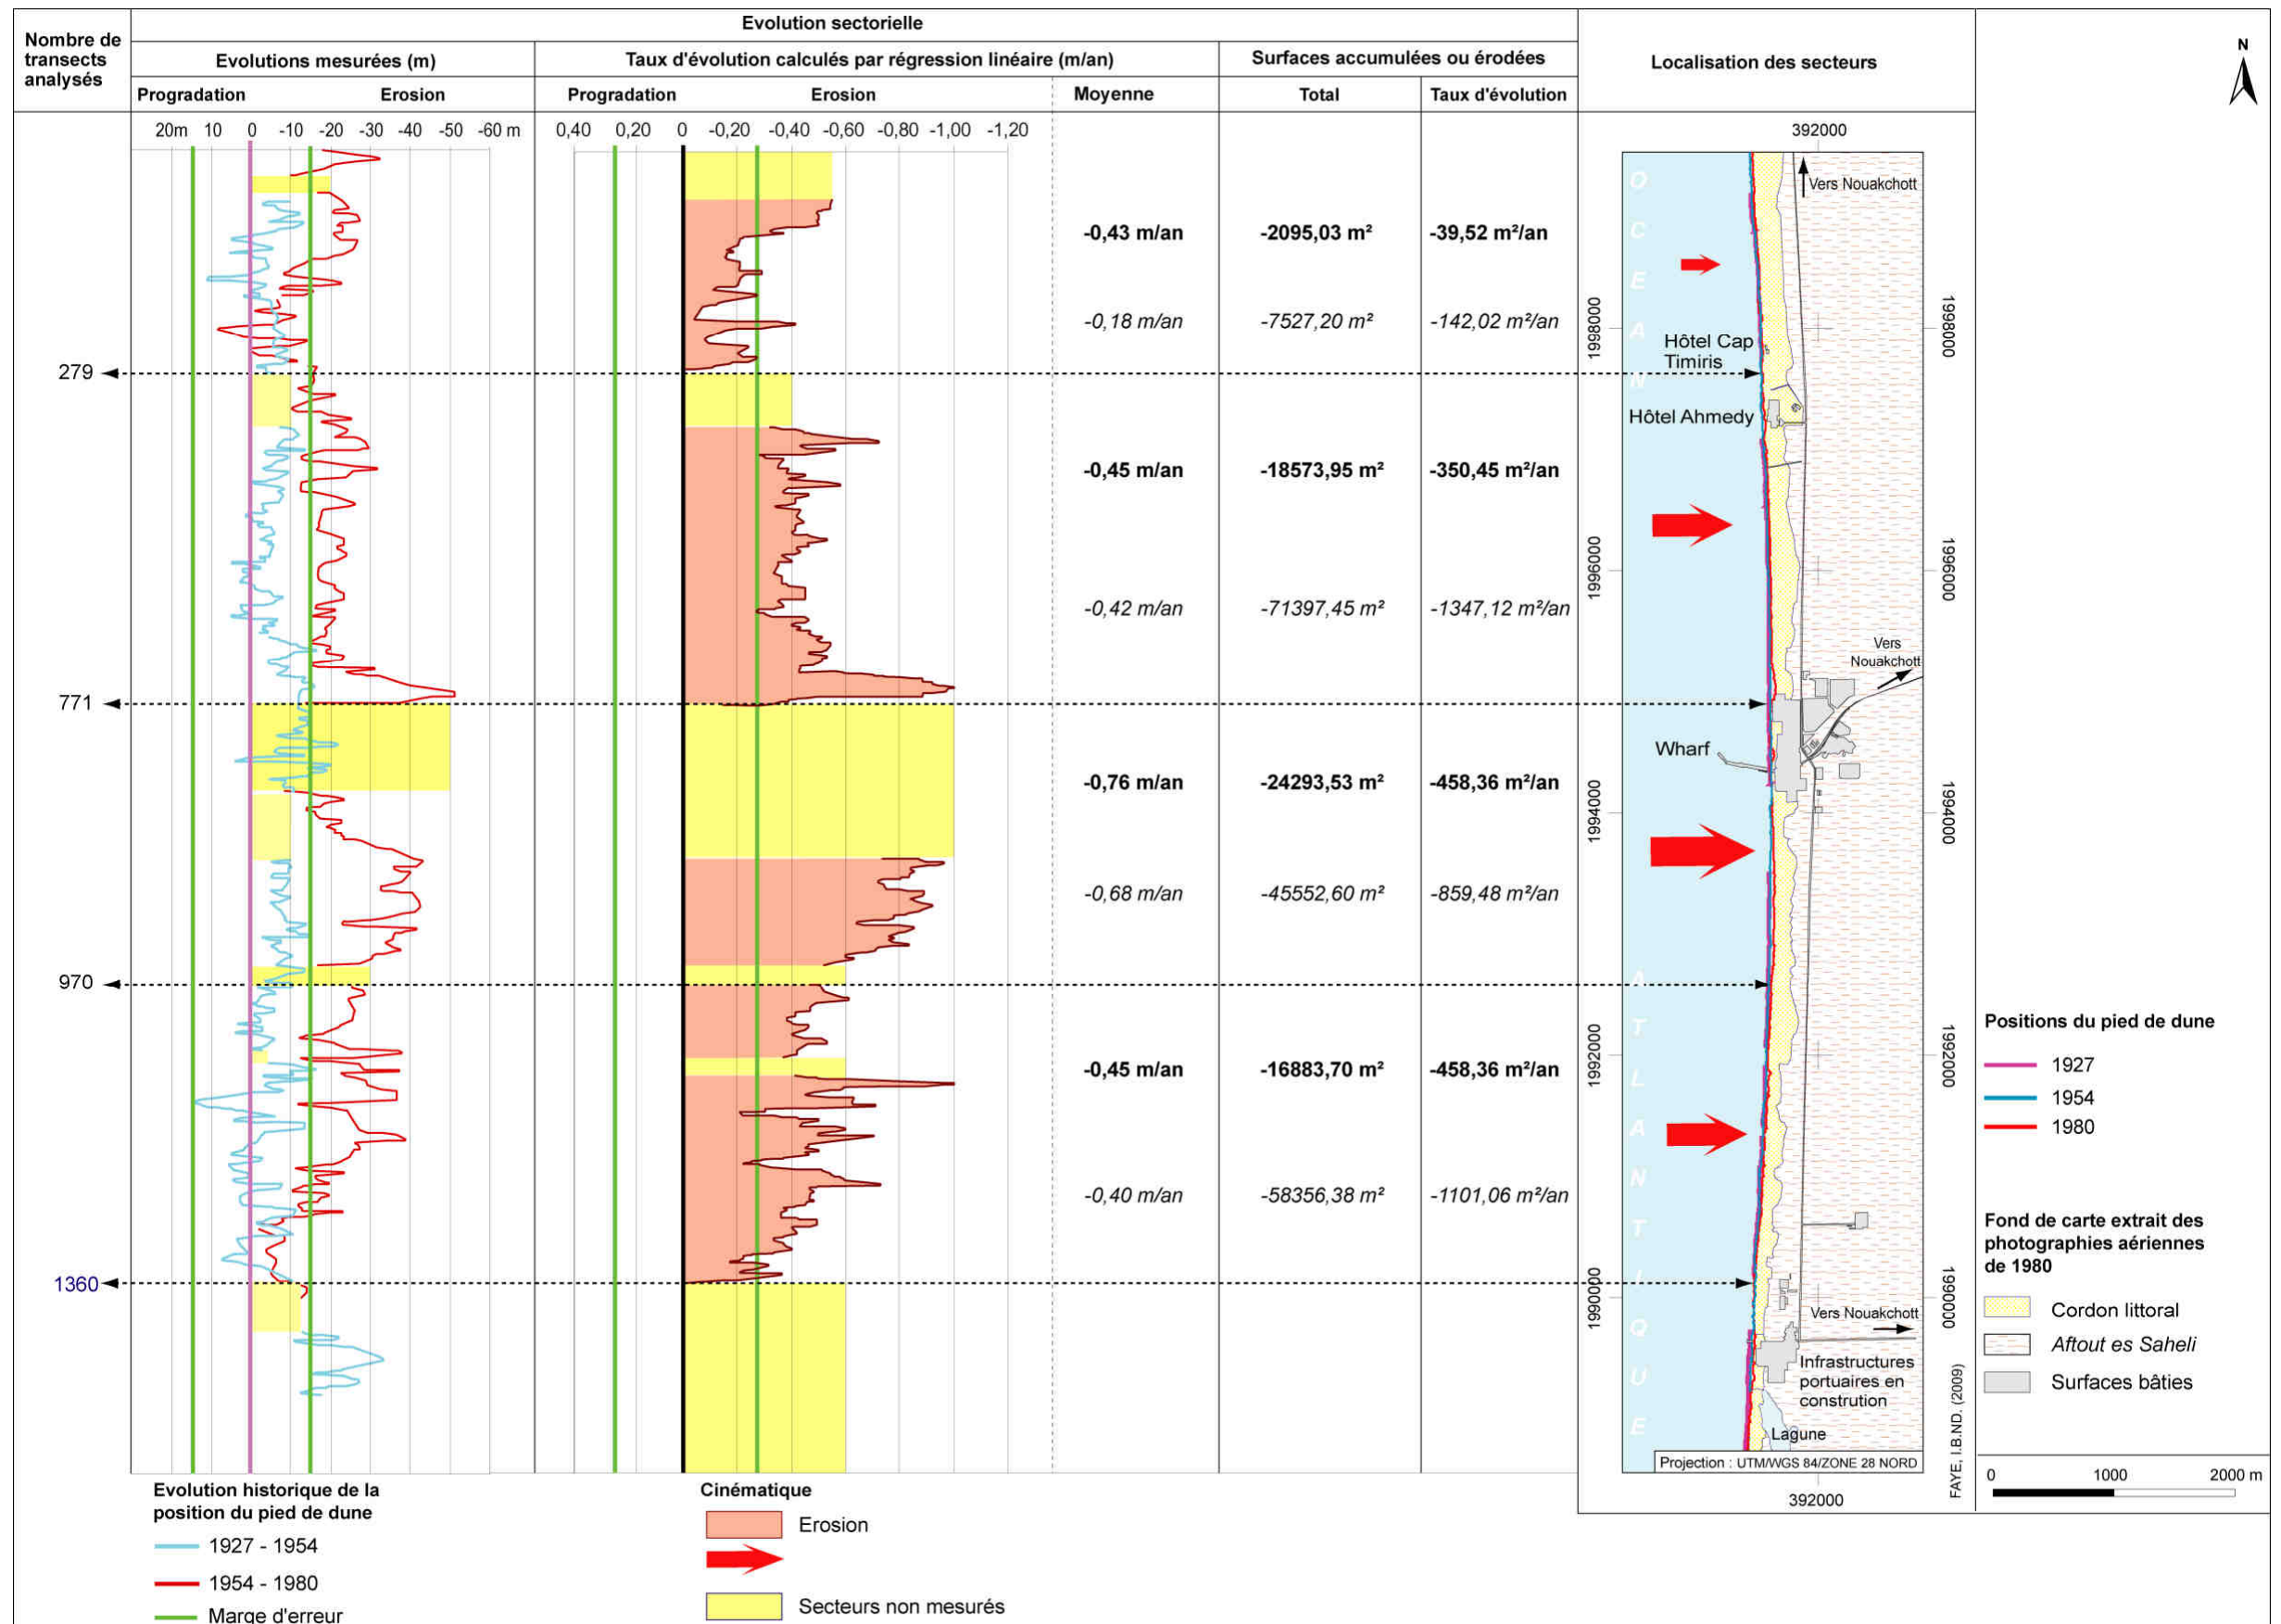 Nombre de
transects
analysés
Evolution sectorielle
Evolutions mesurées (m)
Taux d'évolution calculés par régression linéaire (m/an)
Surfaces accumulées ou érodées
Localisation des secteurs
Progradation
Erosion
Progradation
Erosion
Moyenne
Total
Taux d'évolution
N
20m 10 0 -10 -20 -30 -40 -50 -60 m
0,40 0,20 0 -0,20 -0,40 -0,60 -0,80 -1,00 -1,20
-0,43 m/an -2095,03 m² -39,52 m²/an
-0,18 m/an -7527,20 m² -142,02 m²/an
279
-0,45 m/an -18573,95 m² -350,45 m²/an
-0,42 m/an -71397,45 m² -1347,12 m²/an
771
-0,76 m/an -24293,53 m² -458,36 m²/an
-0,68 m/an -45552,60 m² -859,48 m²/an
970
-0,45 m/an -16883,70 m² -458,36 m²/an
-0,40 m/an -58356,38 m² -1101,06 m²/an
1360
392000
OCEAN
ATLANTIQUE
Vers Nouakchott
1998000
1998000
Hôtel Cap
Timiris
Hôtel Ahmedy
1996000
1996000
Vers
Nouakchott
Wharf
1994000
1994000
1992000
1992000
1990000
1990000
Vers Nouakchott
Infrastructures
portuaires en
constrution
Lagune
Projection : UTM/WGS 84/ZONE 28 NORD
392000
FAYE, I.B.ND. (2009)
Positions du pied de dune
1927
1954
1980
Fond de carte extrait des
photographies aériennes
de 1980
Cordon littoral
Aftout es Saheli
Surfaces bâties
0 1000 2000 m
Evolution historique de la
position du pied de dune
1927 - 1954
1954 - 1980
Marge d'erreur
Cinématique
Erosion
Secteurs non mesurés